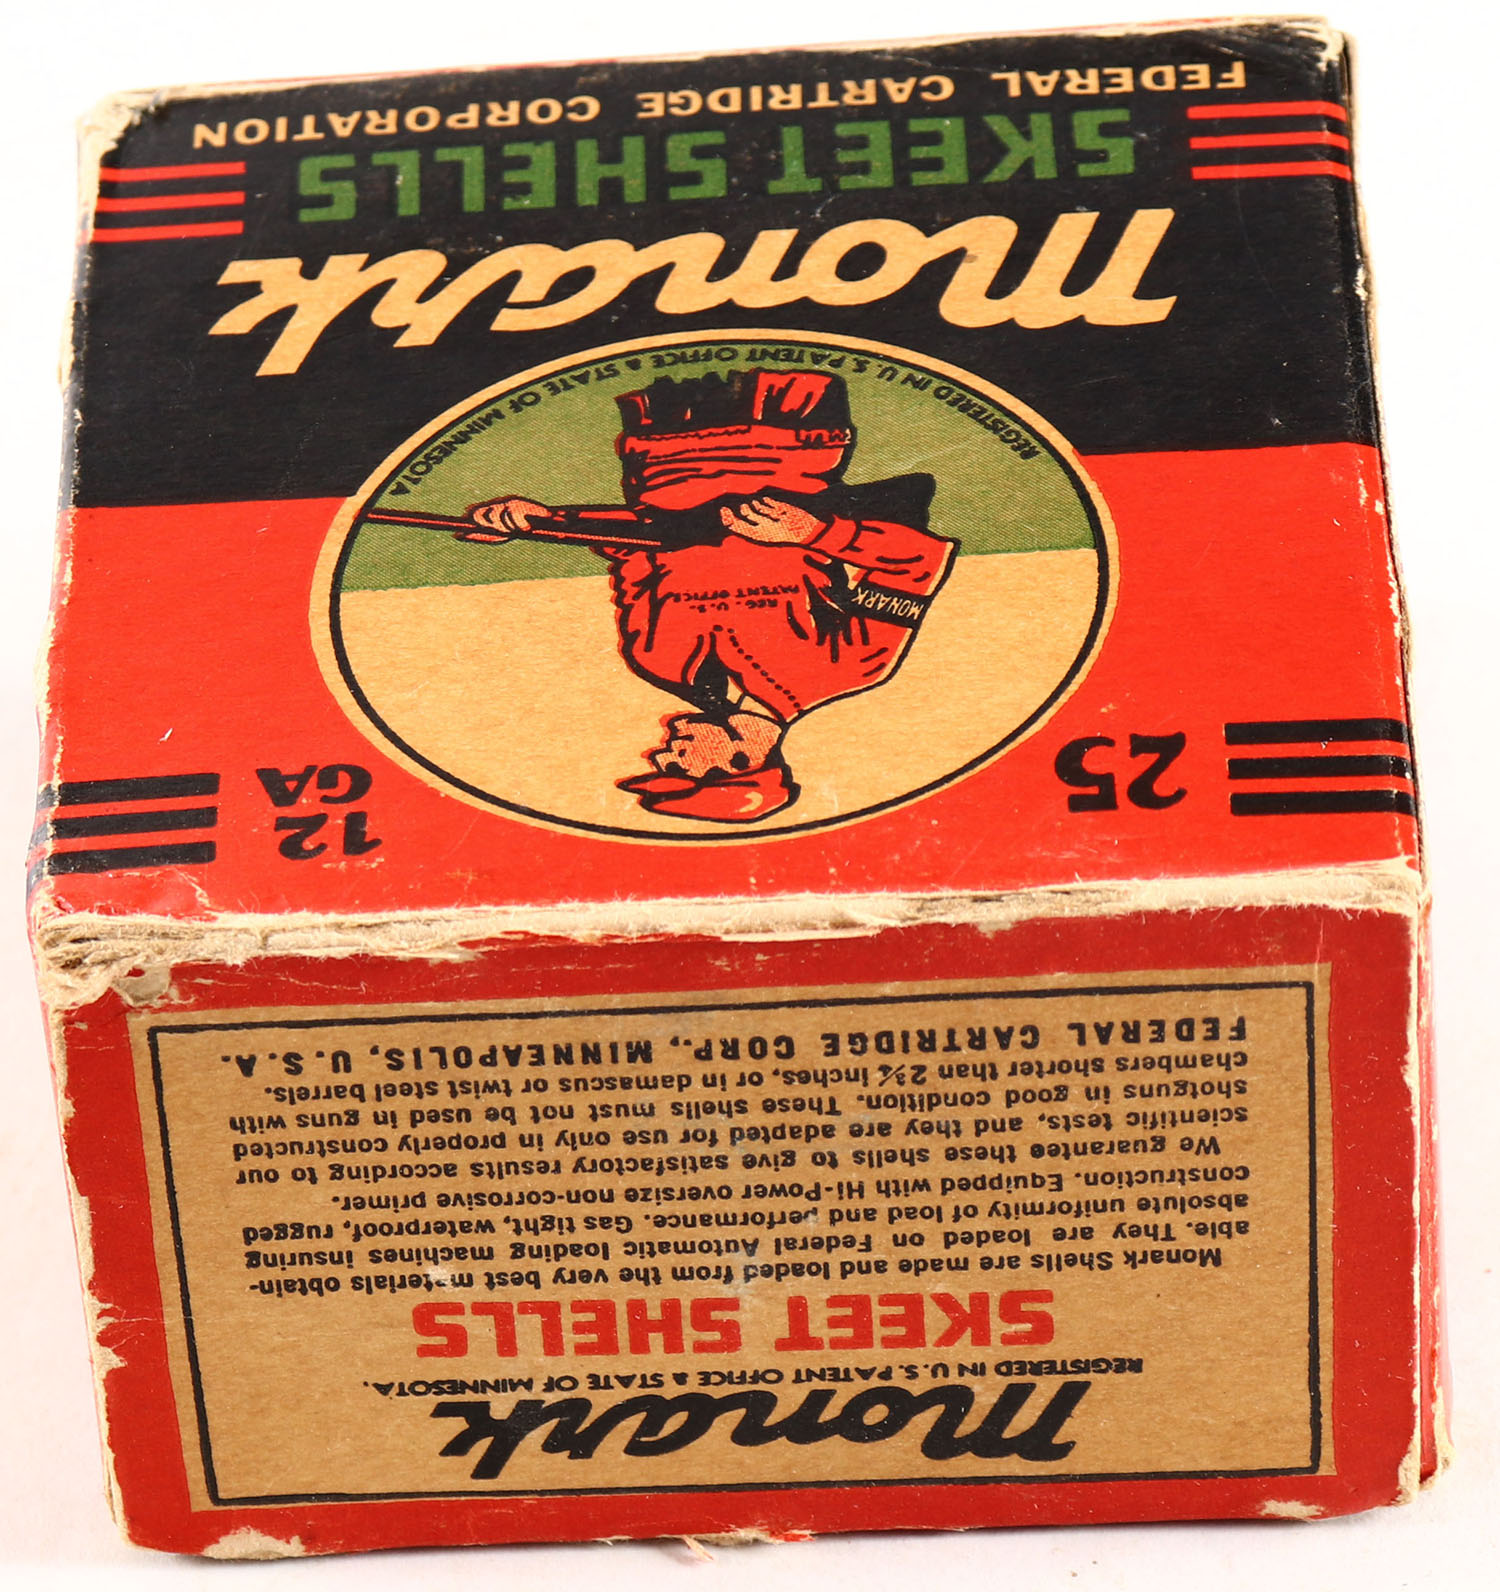 25
12
GA
MONARK
REG. U.S.
PATENT OFFICE
REGISTERED IN U.S. PATENT OFFICE & STATE OF MINNESOTA
Monark
SKEET SHELLS
FEDERAL CARTRIDGE CORPORATION
Monark
REGISTERED IN U.S. PATENT OFFICE & STATE OF MINNESOTA.
SKEET SHELLS
Monark Shells are made and loaded from the very best materials obtain-
able. They are loaded on Federal Automatic loading machines insuring
absolute uniformity of load and performance. Gas tight, waterproof, rugged
construction. Equipped with Hi-Power oversize non-corrosive primer.
We guarantee these shells to give satisfactory results according to our
scientific tests, and they are adapted for use only in properly constructed
shotguns in good condition. These shells must not be used in guns with
chambers shorter than 2¾ inches, or in damascus or twist steel barrels.
FEDERAL CARTRIDGE CORP., MINNEAPOLIS, U. S. A.